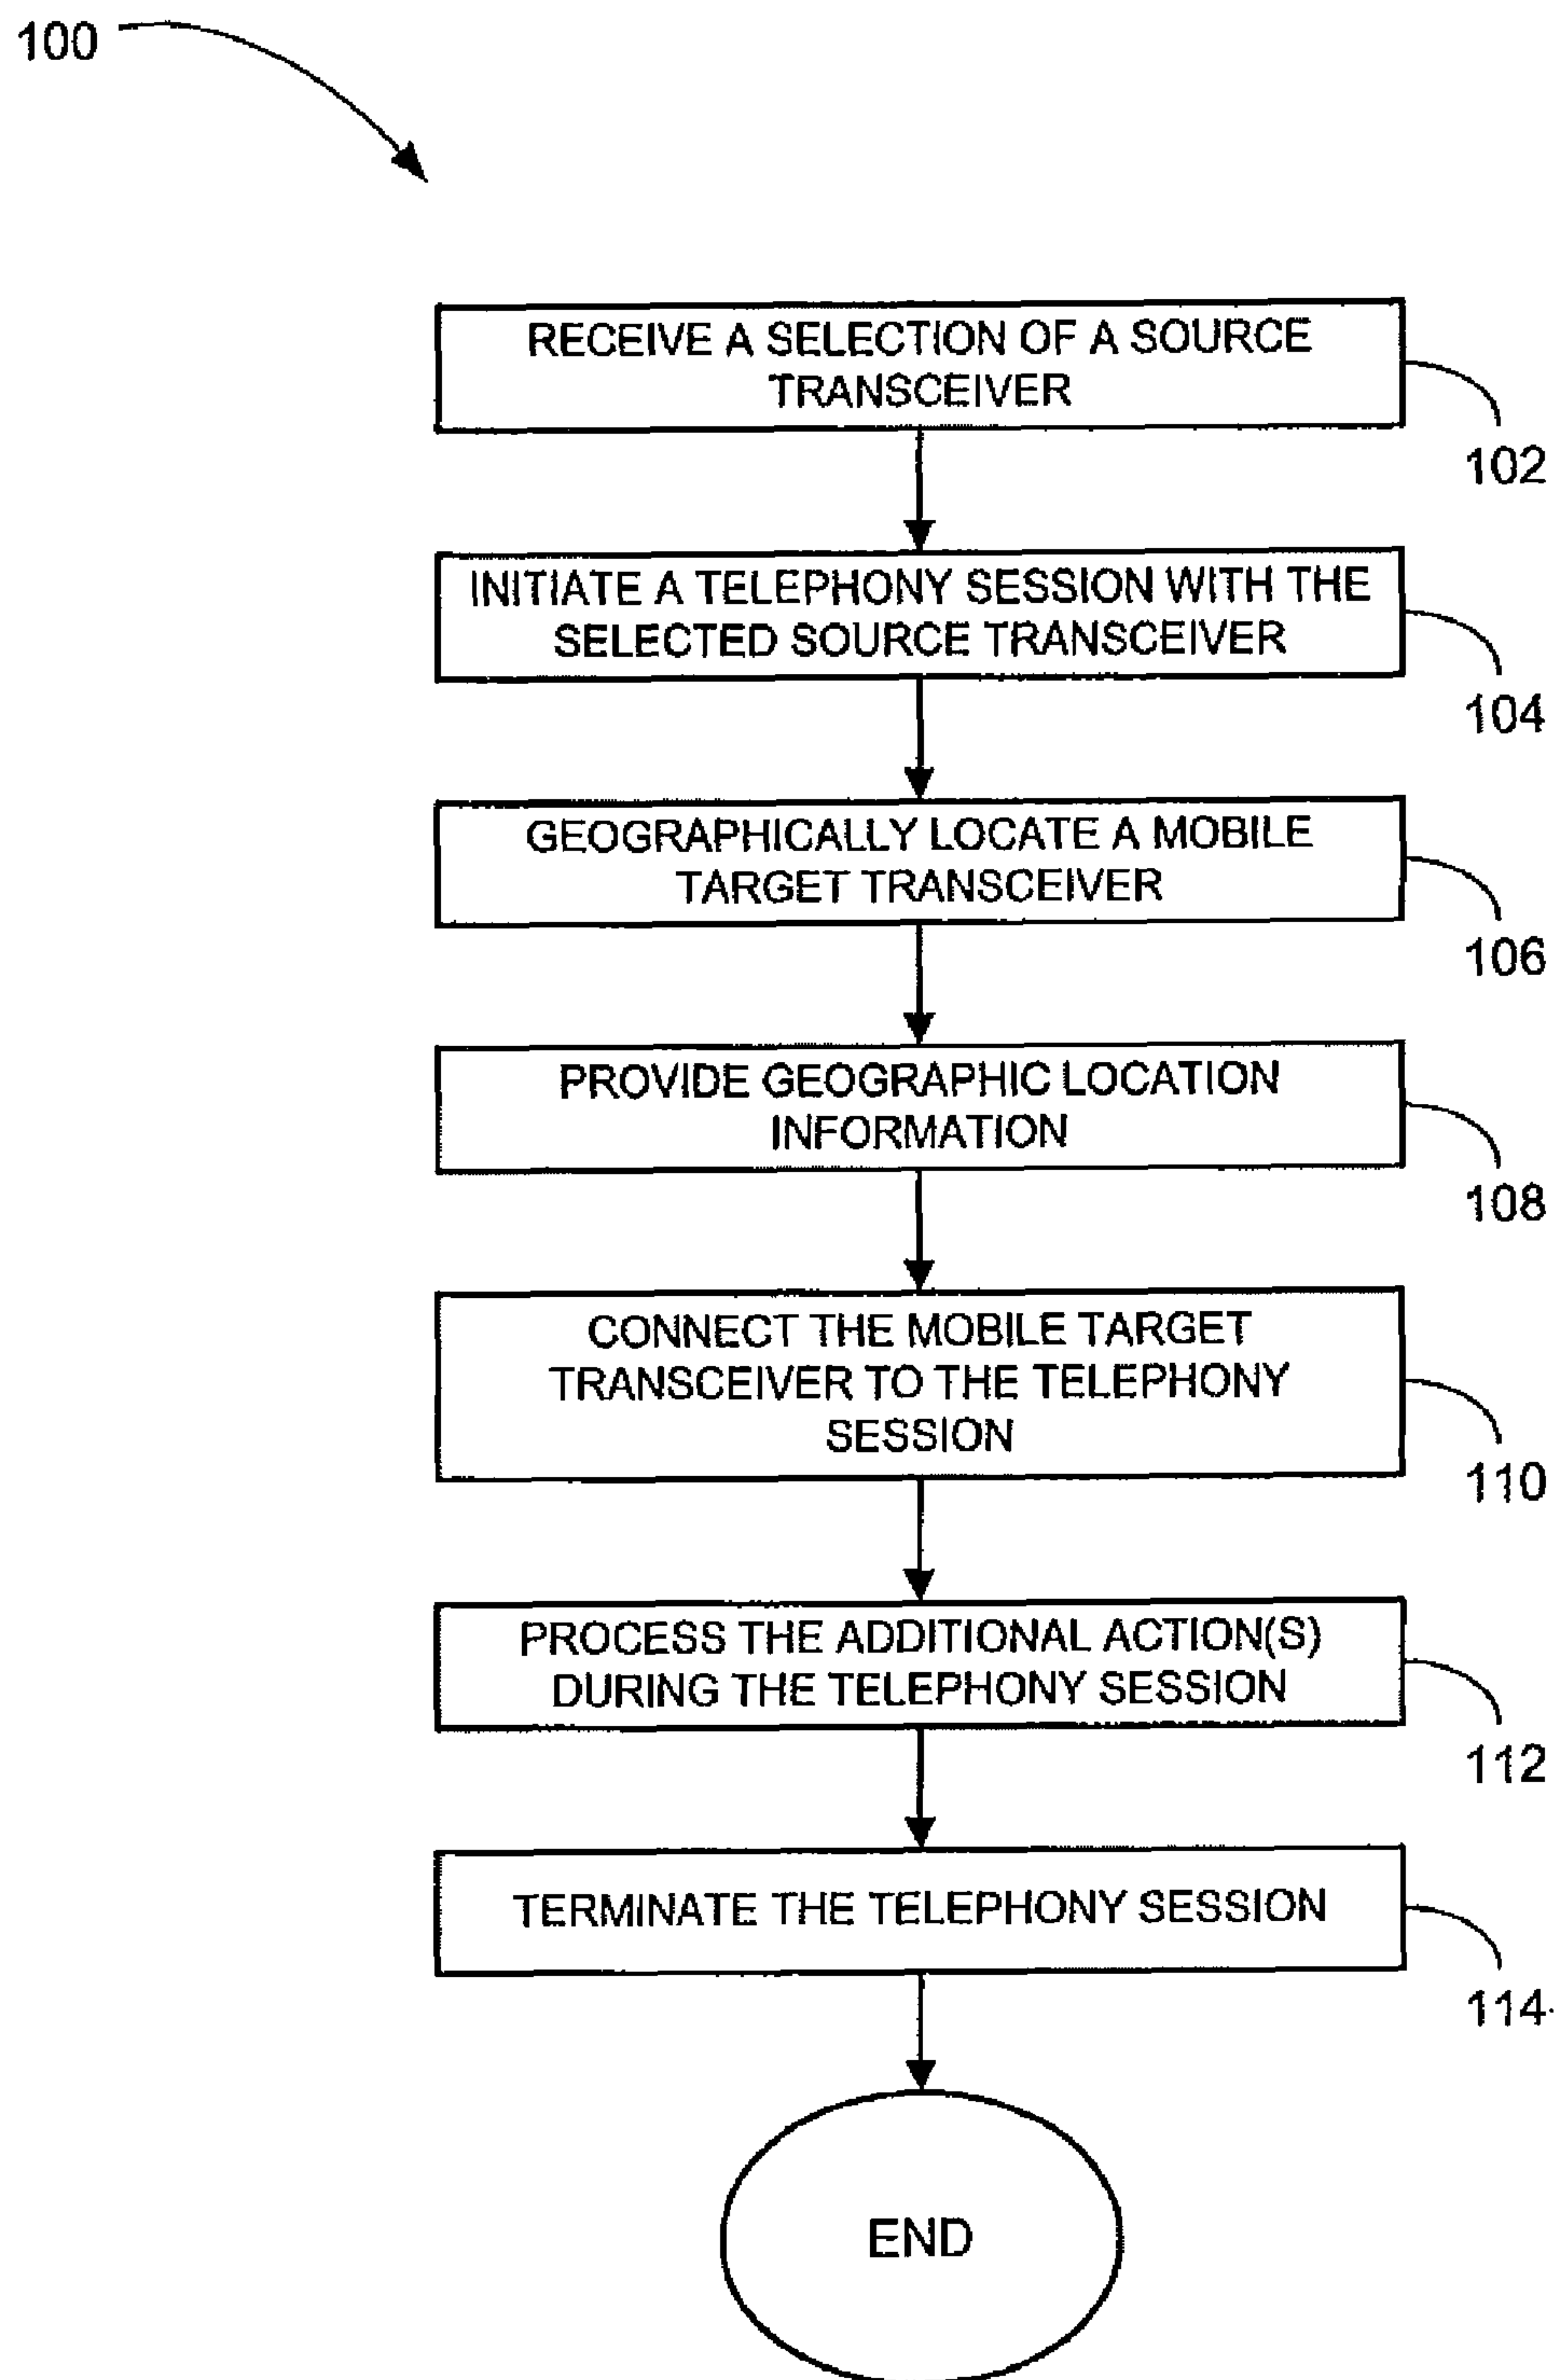 100
RECEIVE A SELECTION OF A SOURCE
TRANSCEIVER
102
INITIATE A TELEPHONY SESSION WITH THE
SELECTED SOURCE TRANSCEIVER
104
GEOGRAPHICALLY LOCATE A MOBILE
TARGET TRANSCEIVER
106
PROVIDE GEOGRAPHIC LOCATION
INFORMATION
108
CONNECT THE MOBILE TARGET
TRANSCEIVER TO THE TELEPHONY
SESSION
110
PROCESS THE ADDITIONAL ACTION(S)
DURING THE TELEPHONY SESSION
112
TERMINATE THE TELEPHONY SESSION
114
END